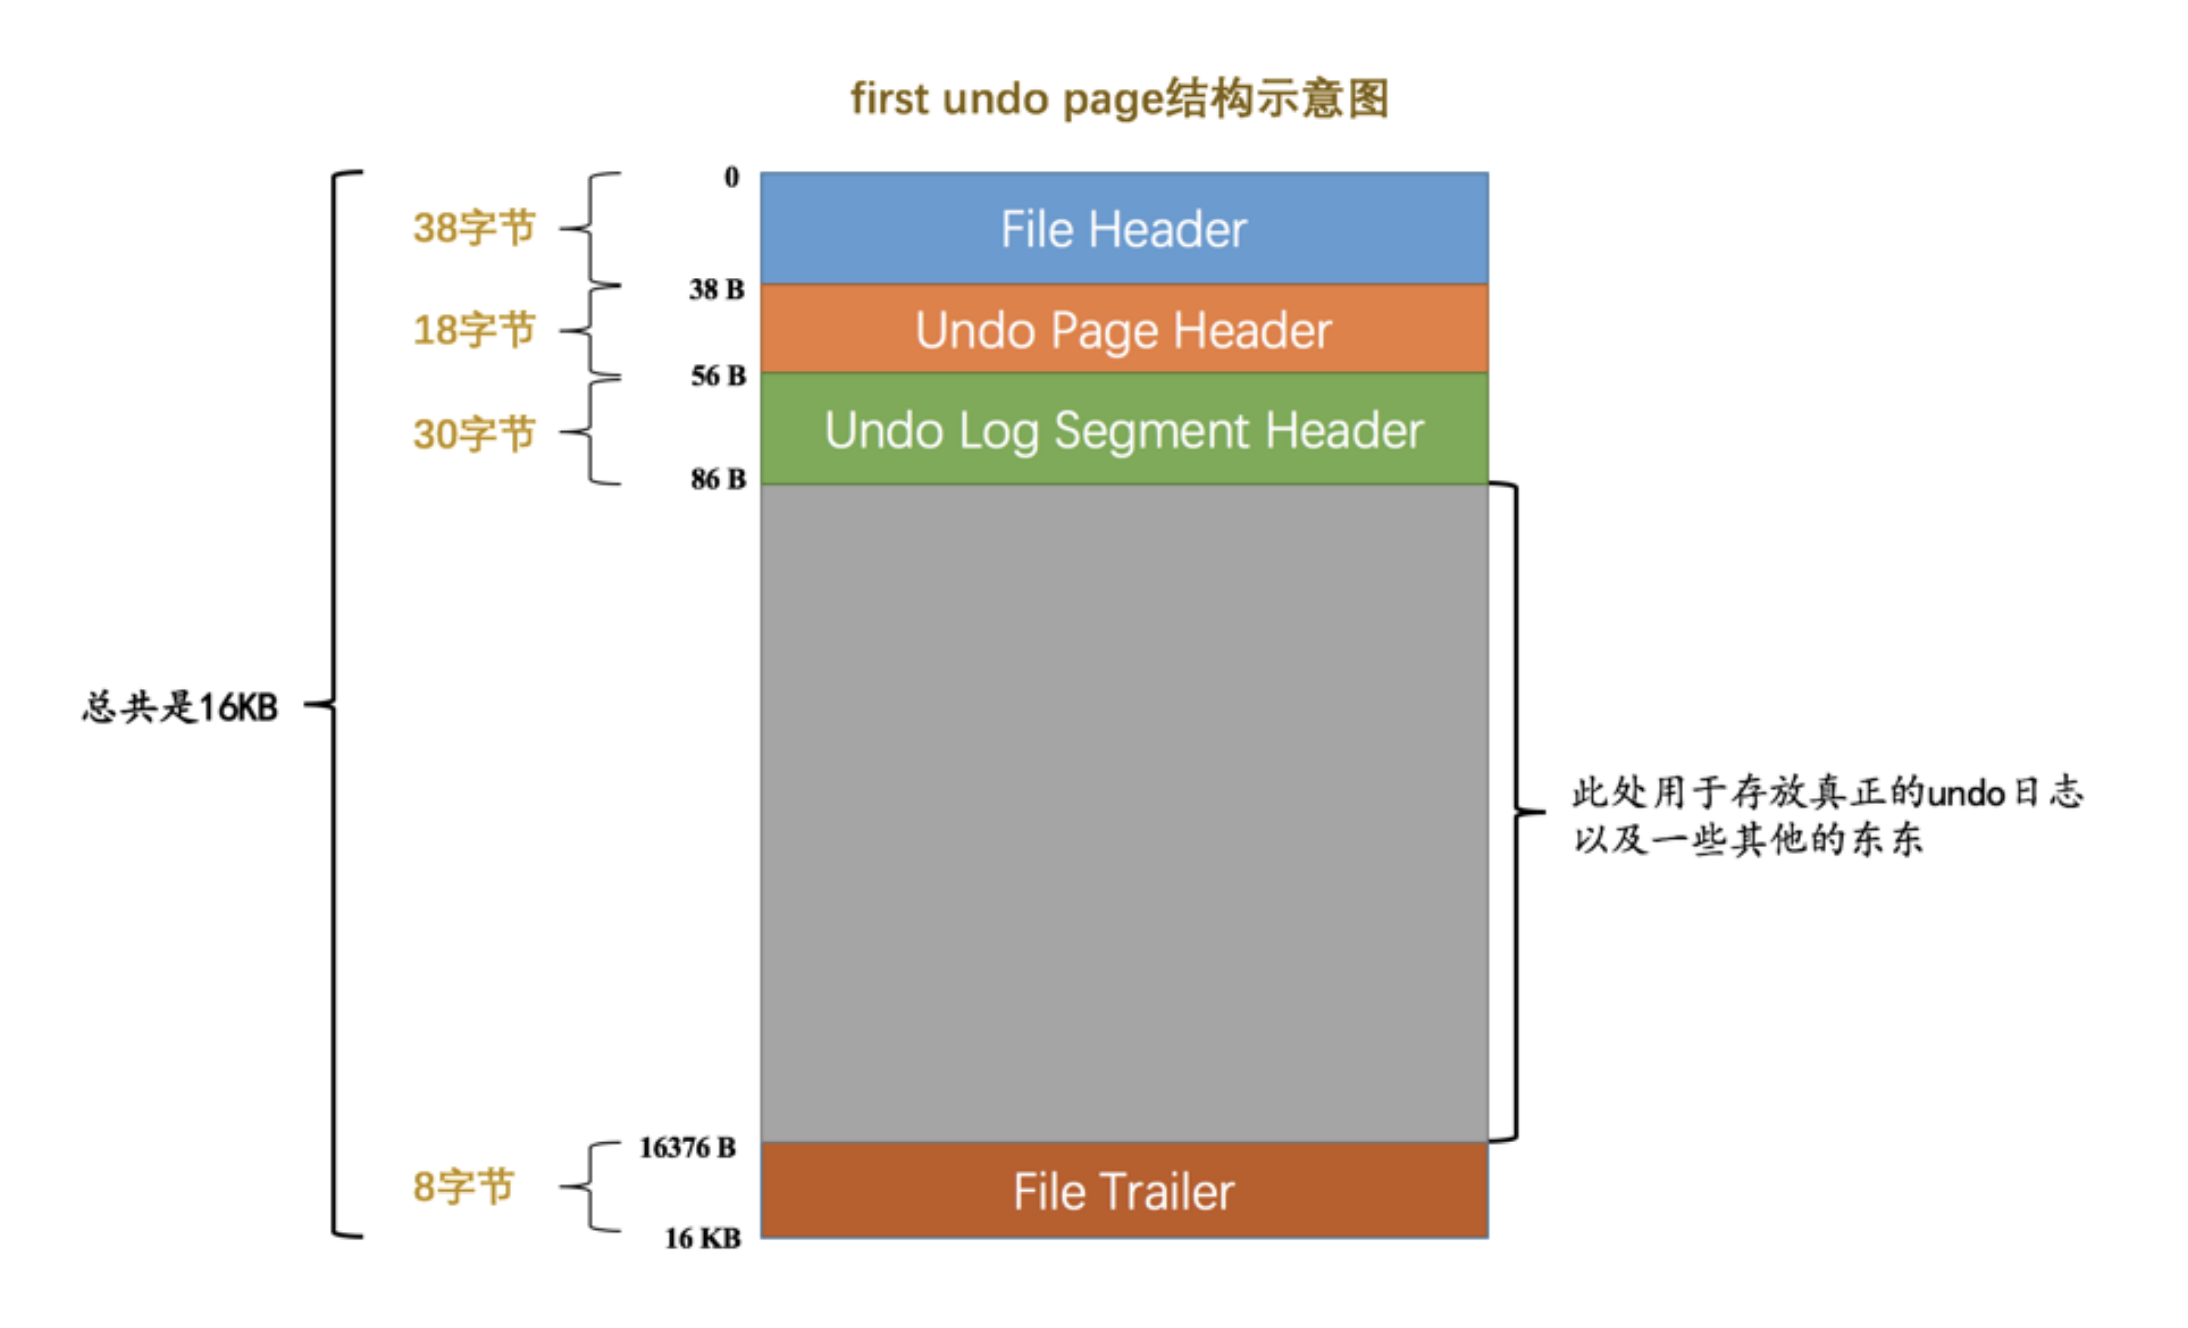 first undo page结构示意图
0
38字节
File Header
38 B
18字节
Undo Page Header
56 B
30字节
Undo Log Segment Header
86 B
总共是16KB
此处用于存放真正的undo日志
以及一些其他的东东
16376 B
8字节
File Trailer
16 KB